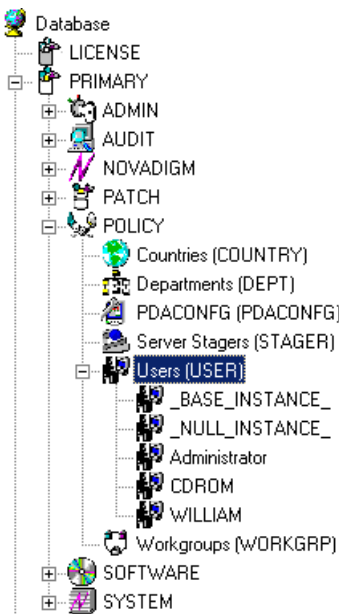 Database
LICENSE
PRIMARY
ADMIN
AUDIT
NOVADIGM
PATCH
POLICY
Countries (COUNTRY)
Departments (DEPT)
PDACONFG (PDACONFG)
Server Stagers (STAGER)
Users (USER)
_BASE_INSTANCE_
_NULL_INSTANCE_
Administrator
CDROM
WILLIAM
Workgroups (WORKGRP)
SOFTWARE
SYSTEM